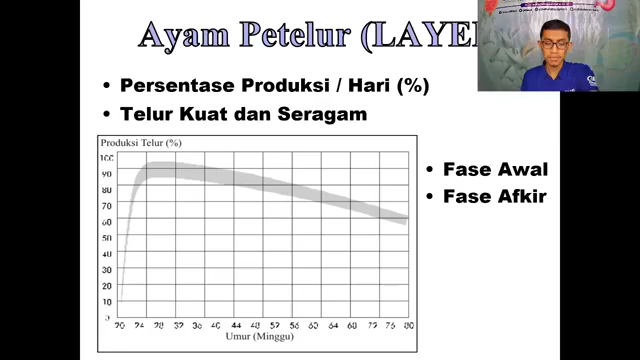 Ayam Petelur (LAYE
• Persentase Produksi / Hari (%)
• Telur Kuat dan Seragam
Produksi Telur (%)
100
90
80
70
60
50
40
30
20
10
0
20 24 28 32 36 40 44 48 52 56 60 64 68 72 76 80
Umur (Minggu)
• Fase Awal
• Fase Afkir